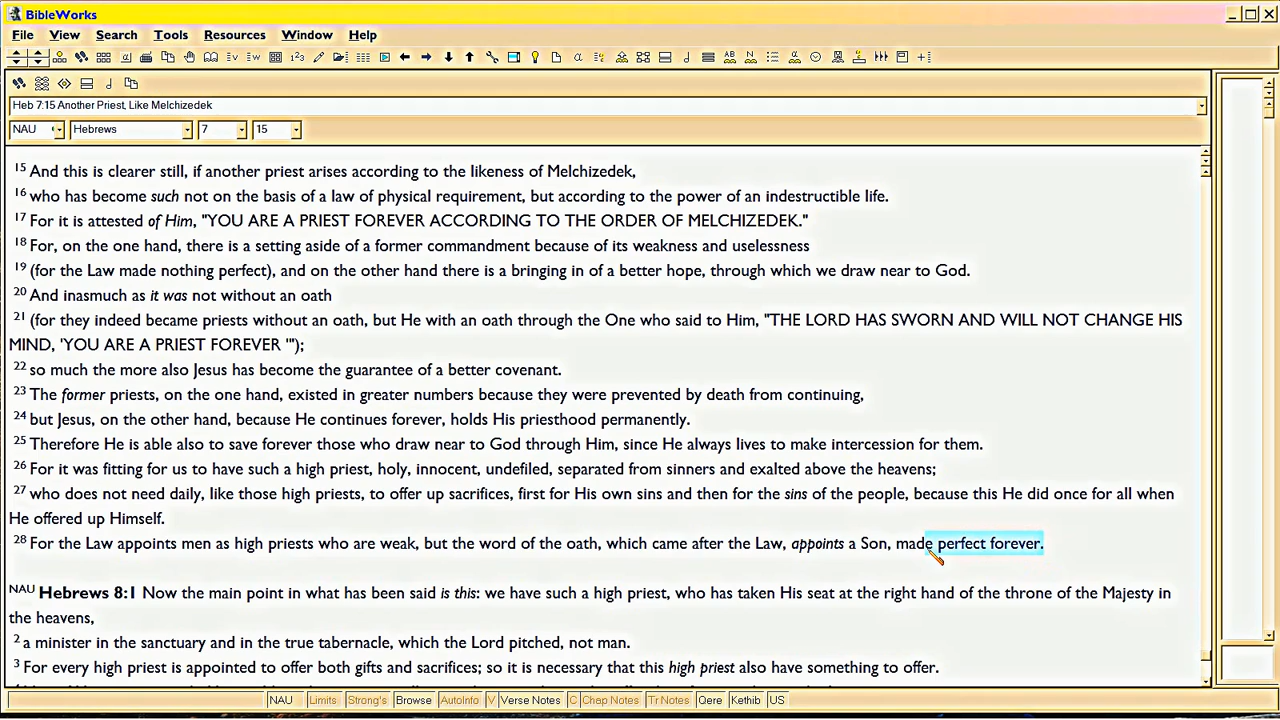 BibleWorks
File View Search Tools Resources Window Help
Heb 7:15 Another Priest, Like Melchizedek
NAU Hebrews 7 15
15 And this is clearer still, if another priest arises according to the likeness of Melchizedek,
16 who has become such not on the basis of a law of physical requirement, but according to the power of an indestructible life.
17 For it is attested of Him, "YOU ARE A PRIEST FOREVER ACCORDING TO THE ORDER OF MELCHIZEDEK."
18 For, on the one hand, there is a setting aside of a former commandment because of its weakness and uselessness
19 (for the Law made nothing perfect), and on the other hand there is a bringing in of a better hope, through which we draw near to God.
20 And inasmuch as it was not without an oath
21 (for they indeed became priests without an oath, but He with an oath through the One who said to Him, "THE LORD HAS SWORN AND WILL NOT CHANGE HIS
MIND, 'YOU ARE A PRIEST FOREVER '");
22 so much the more also Jesus has become the guarantee of a better covenant.
23 The former priests, on the one hand, existed in greater numbers because they were prevented by death from continuing,
24 but Jesus, on the other hand, because He continues forever, holds His priesthood permanently.
25 Therefore He is able also to save forever those who draw near to God through Him, since He always lives to make intercession for them.
26 For it was fitting for us to have such a high priest, holy, innocent, undefiled, separated from sinners and exalted above the heavens;
27 who does not need daily, like those high priests, to offer up sacrifices, first for His own sins and then for the sins of the people, because this He did once for all when
He offered up Himself.
28 For the Law appoints men as high priests who are weak, but the word of the oath, which came after the Law, appoints a Son, made perfect forever.
NAU Hebrews 8:1 Now the main point in what has been said is this: we have such a high priest, who has taken His seat at the right hand of the throne of the Majesty in
the heavens,
2 a minister in the sanctuary and in the true tabernacle, which the Lord pitched, not man.
3 For every high priest is appointed to offer both gifts and sacrifices; so it is necessary that this high priest also have something to offer.
NAU Limits Strong's Browse AutoInfo V Verse Notes C Chap Notes Tr Notes Qere Kethib US